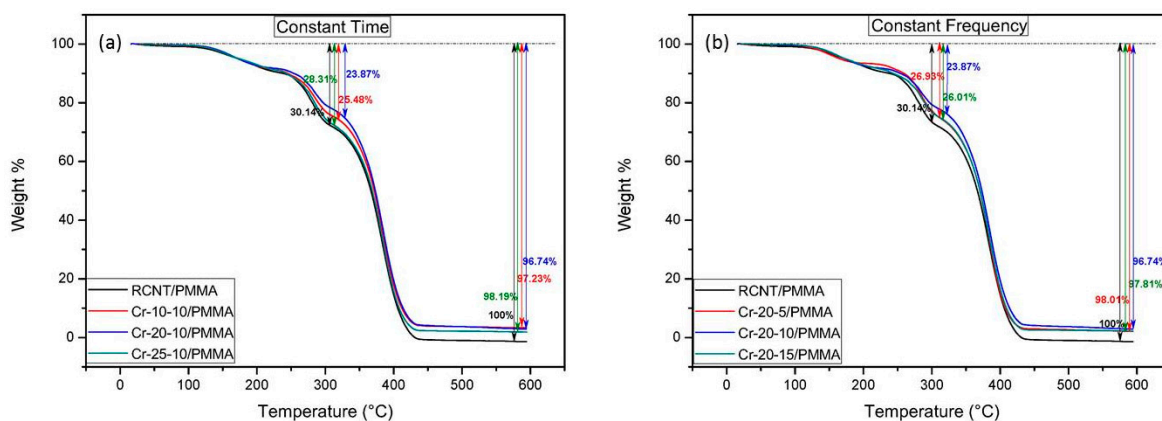 Constant Time
(a)
100
80
60
40
20
0
Weight %
28.31%
23.87%
25.48%
30.14%
96.74%
97.23%
98.19%
100%
RCNT/PMMA
Cr-10-10/PMMA
Cr-20-10/PMMA
Cr-25-10/PMMA
0 100 200 300 400 500 600
Temperature (°C)
Constant Frequency
(b)
100
80
60
40
20
0
Weight %
23.87%
26.93%
26.01%
30.14%
96.74%
97.81%
98.01%
100%
RCNT/PMMA
Cr-20-5/PMMA
Cr-20-10/PMMA
Cr-20-15/PMMA
0 100 200 300 400 500 600
Temperature (°C)